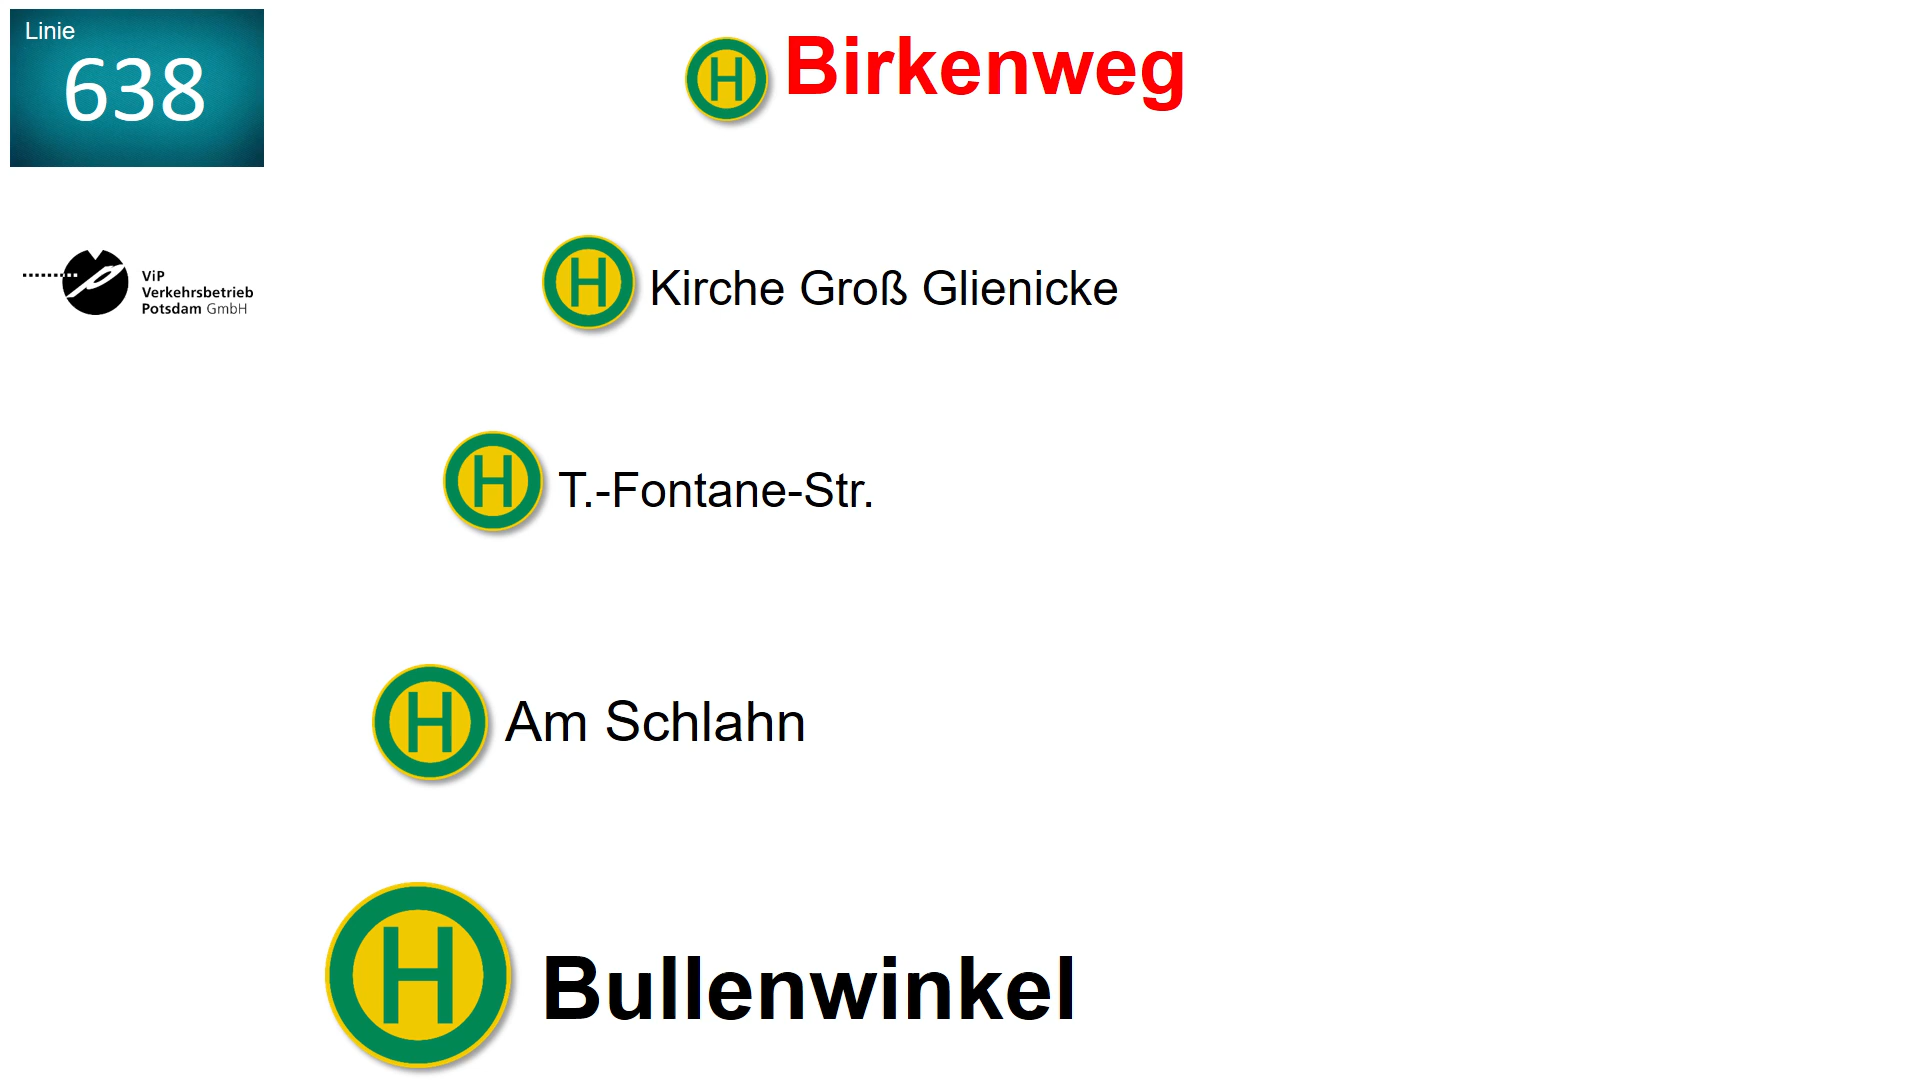 Linie
638
H
Birkenweg
ViP
Verkehrsbetrieb
Potsdam GmbH
H
Kirche Groß Glienicke
H
T.-Fontane-Str.
H
Am Schlahn
H
Bullenwinkel